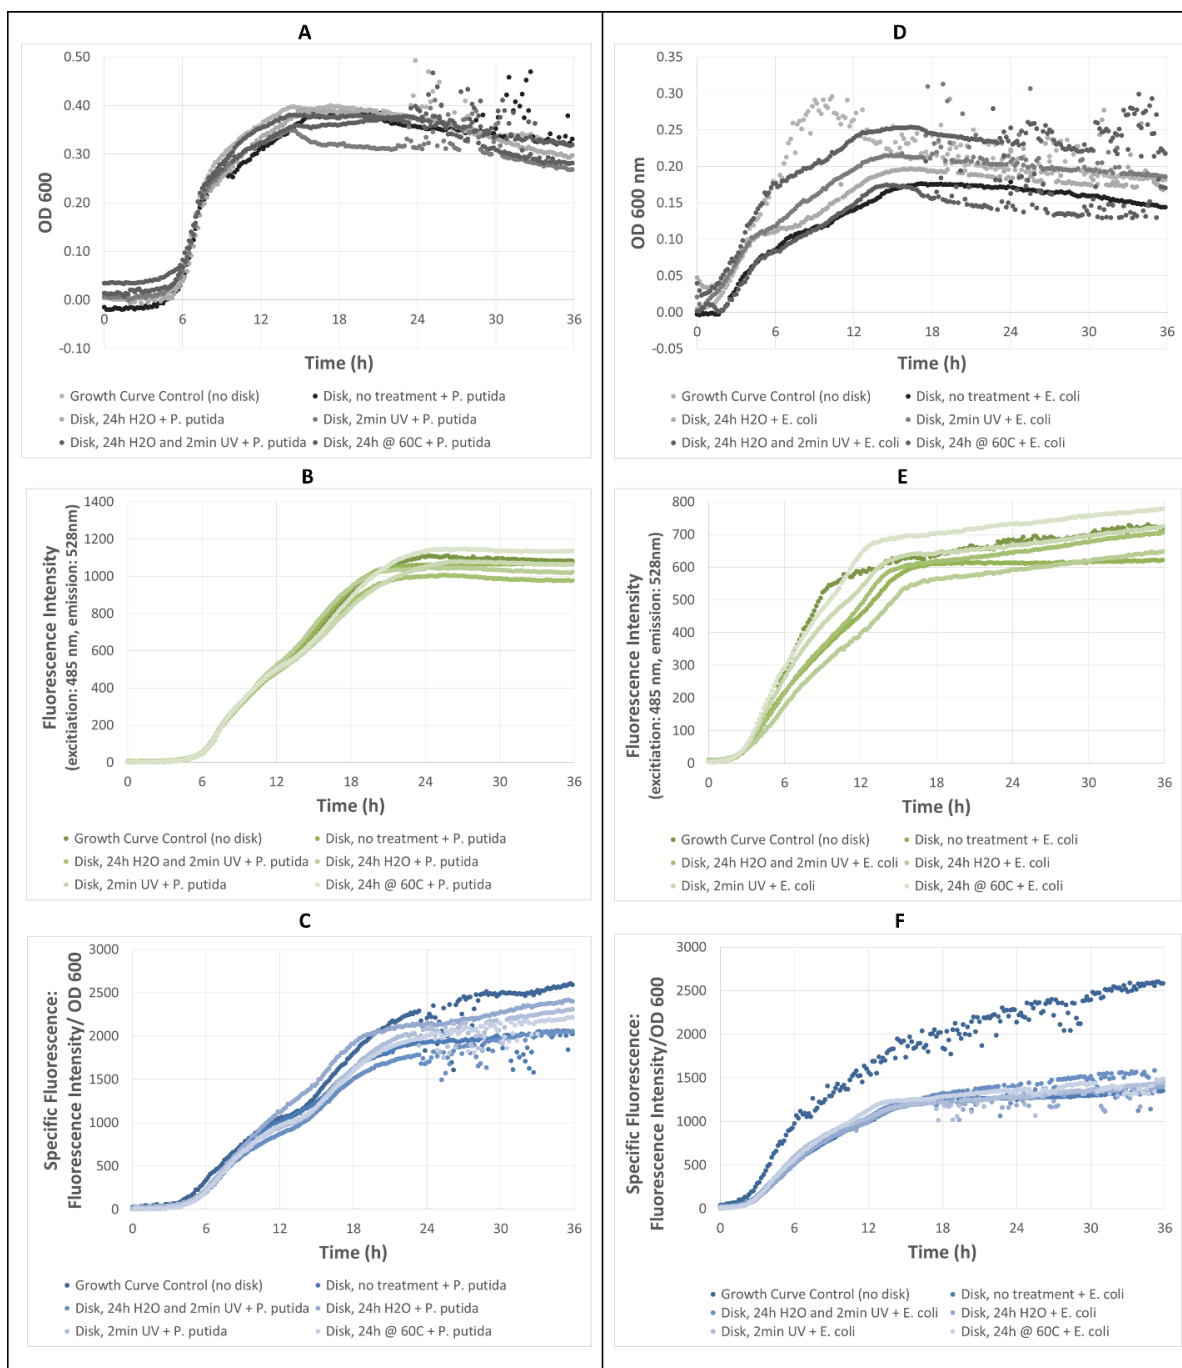 A
0.50
0.40
0.30
0.20
0.10
0.00
-0.10
OD 600
0 6 12 18 24 30 36
Time (h)
Growth Curve Control (no disk) Disk, no treatment + P. putida
Disk, 24h H2O + P. putida Disk, 2min UV + P. putida
Disk, 24h H2O and 2min UV + P. putida Disk, 24h @ 60C + P. putida
B
1400
1200
1000
800
600
400
200
0
Fluorescence Intensity
(excitiation: 485 nm, emission: 528nm)
0 6 12 18 24 30 36
Time (h)
Growth Curve Control (no disk) Disk, no treatment + P. putida
Disk, 24h H2O and 2min UV + P. putida Disk, 24h H2O + P. putida
Disk, 2min UV + P. putida Disk, 24h @ 60C + P. putida
C
3000
2500
2000
1500
1000
500
0
Specific Fluorescence:
Fluorescence Intensity/ OD 600
0 6 12 18 24 30 36
Time (h)
Growth Curve Control (no disk) Disk, no treatment + P. putida
Disk, 24h H2O and 2min UV + P. putida Disk, 24h H2O + P. putida
Disk, 2min UV + P. putida Disk, 24h @ 60C + P. putida
D
0.35
0.30
0.25
0.20
0.15
0.10
0.05
0.00
-0.05
OD 600 nm
0 6 12 18 24 30 36
Time (h)
Growth Curve Control (no disk) Disk, no treatment + E. coli
Disk, 24h H2O + E. coli Disk, 2min UV + E. coli
Disk, 24h H2O and 2min UV + E. coli Disk, 24h @ 60C + E. coli
E
800
700
600
500
400
300
200
100
0
Fluorescence Intensity
(excitiation: 485 nm, emission: 528nm)
0 6 12 18 24 30 36
Time (h)
Growth Curve Control (no disk) Disk, no treatment + E. coli
Disk, 24h H2O and 2min UV + E. coli Disk, 24h H2O + E. coli
Disk, 2min UV + E. coli Disk, 24h @ 60C + E. coli
F
3000
2500
2000
1500
1000
500
0
Specific Fluorescence:
Fluorescence Intensity/OD 600
0 6 12 18 24 30 36
Time (h)
Growth Curve Control (no disk) Disk, no treatment + E. coli
Disk, 24h H2O and 2min UV + E. coli Disk, 24h H2O + E. coli
Disk, 2min UV + E. coli Disk, 24h @ 60C + E. coli